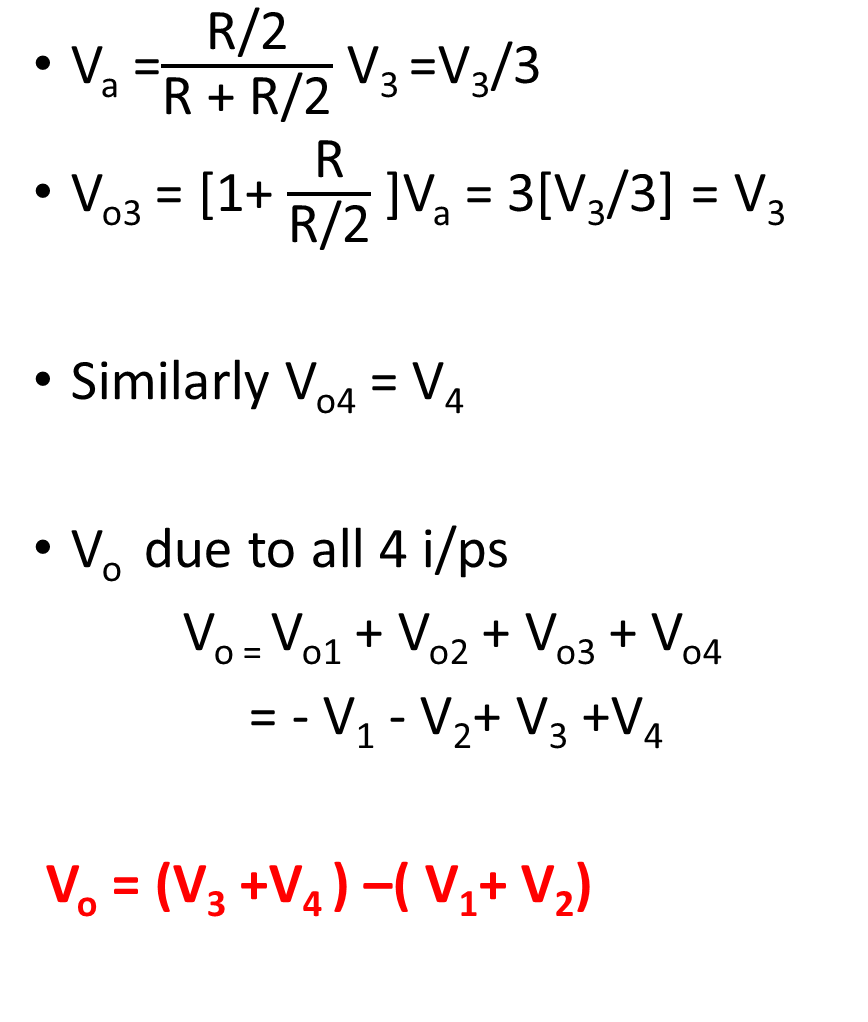 • Vₐ = (R/2)/(R + R/2) V₃ =V₃/3
• Vₒ₃ = [1+ R/(R/2) ]Vₐ = 3[V₃/3] = V₃
• Similarly Vₒ₄ = V₄
• Vₒ due to all 4 i/ps
Vₒ = Vₒ₁ + Vₒ₂ + Vₒ₃ + Vₒ₄
= - V₁ - V₂+ V₃ +V₄
Vₒ = (V₃ +V₄ ) –( V₁+ V₂)